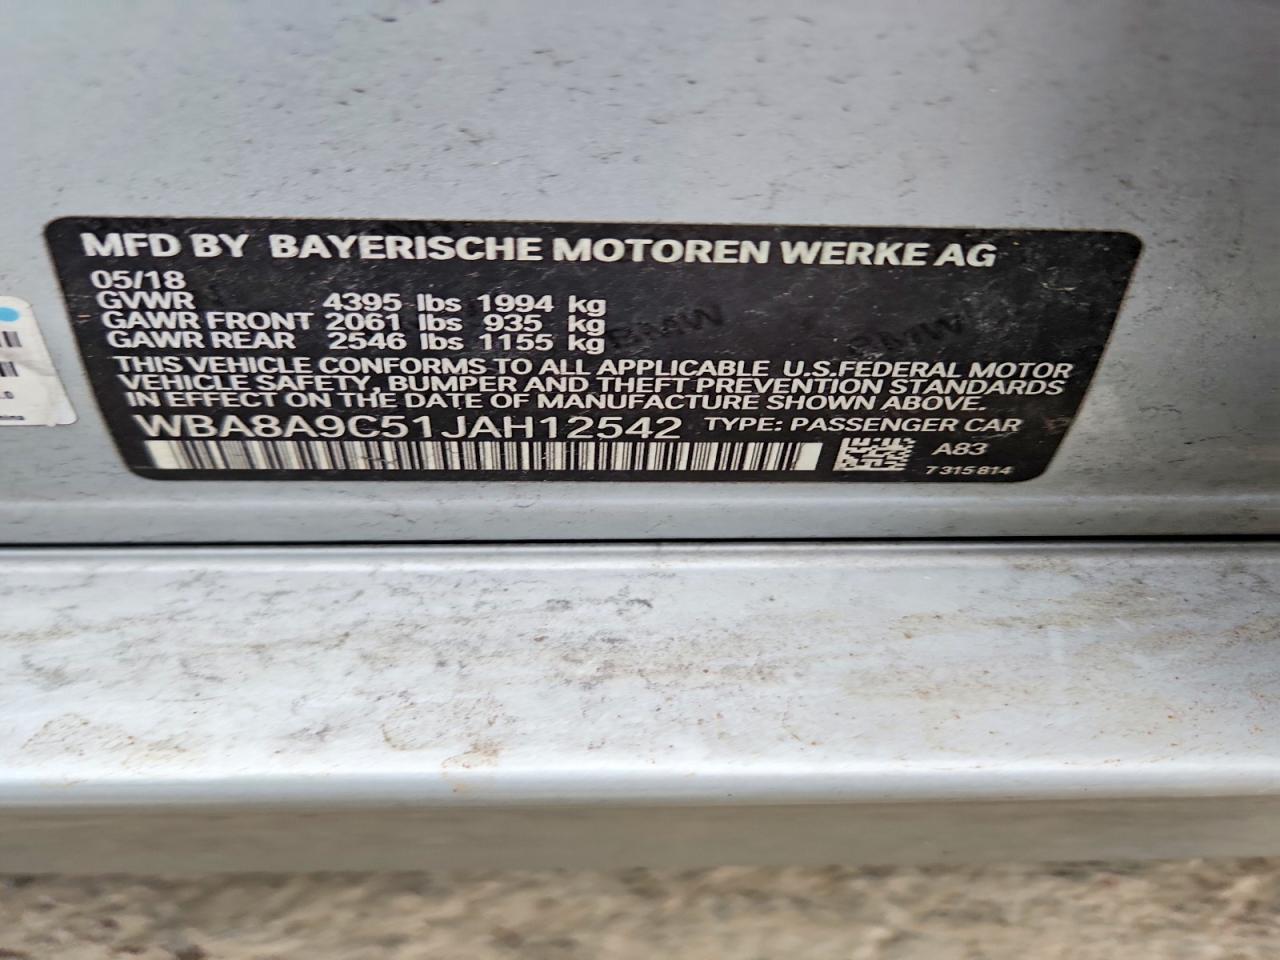 MFD BY BAYERISCHE MOTOREN WERKE AG
05/18
GVWR 4395 lbs 1994 kg
GAWR FRONT 2061 lbs 935 kg
GAWR REAR 2546 lbs 1155 kg
THIS VEHICLE CONFORMS TO ALL APPLICABLE U.S.FEDERAL MOTOR
VEHICLE SAFETY, BUMPER AND THEFT PREVENTION STANDARDS
IN EFFECT ON THE DATE OF MANUFACTURE SHOWN ABOVE.
WBA8A9C51JAH12542 TYPE: PASSENGER CAR
A83
7 315 814
BMW
BMW